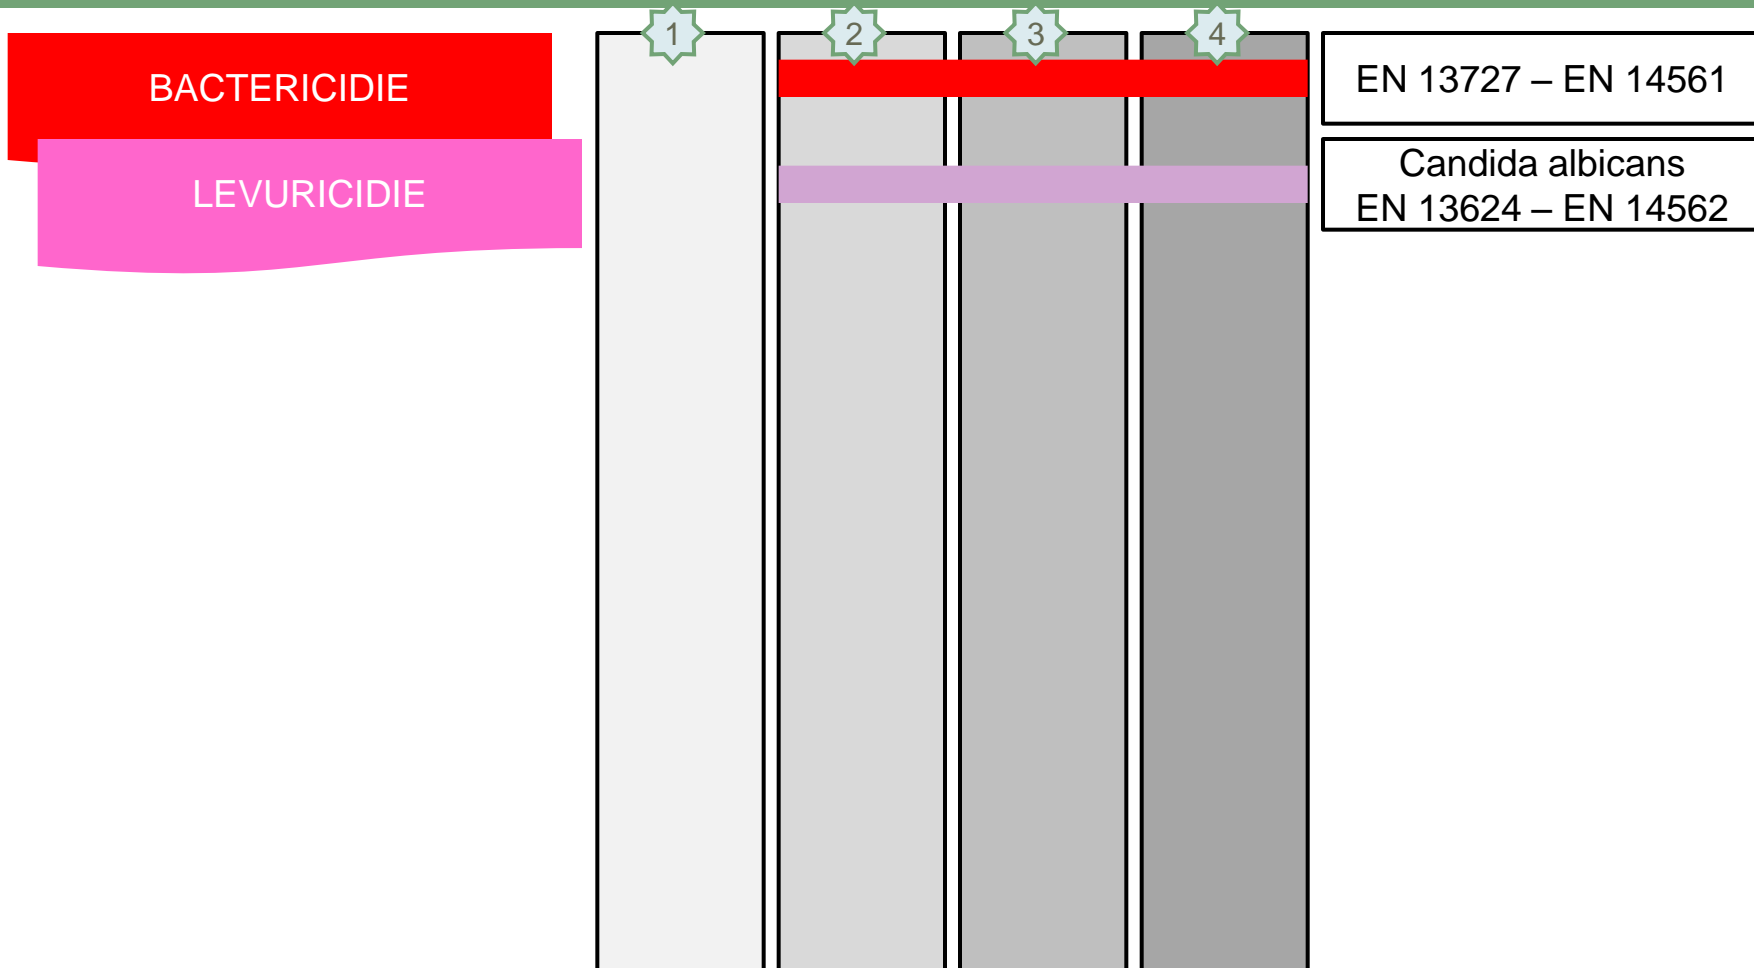 1
2
3
4
BACTERICIDIE
EN 13727 – EN 14561
LEVURICIDIE
Candida albicans
EN 13624 – EN 14562